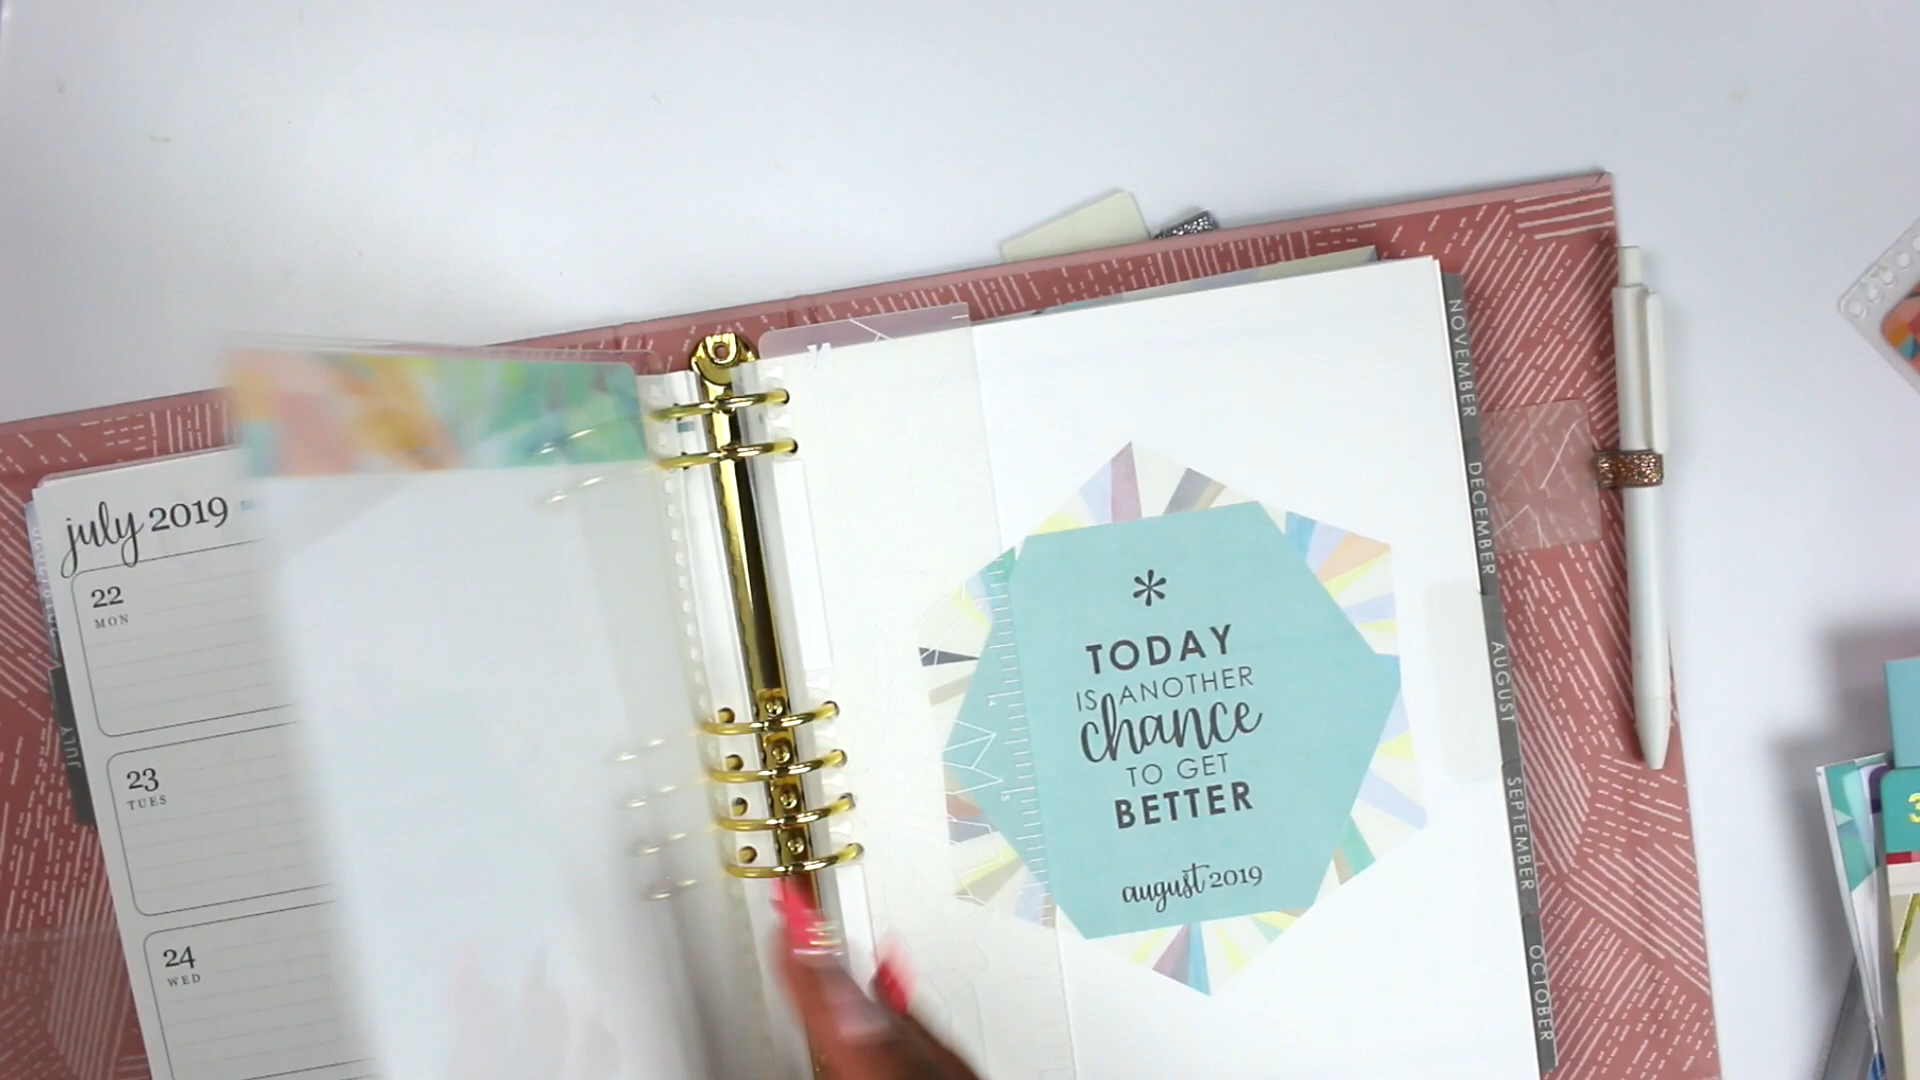 july 2019
22
MON
23
TUES
24
WED
JULY
*
TODAY
IS ANOTHER
chance
TO GET
BETTER
august 2019
NOVEMBER
DECEMBER
AUGUST
SEPTEMBER
OCTOBER
3